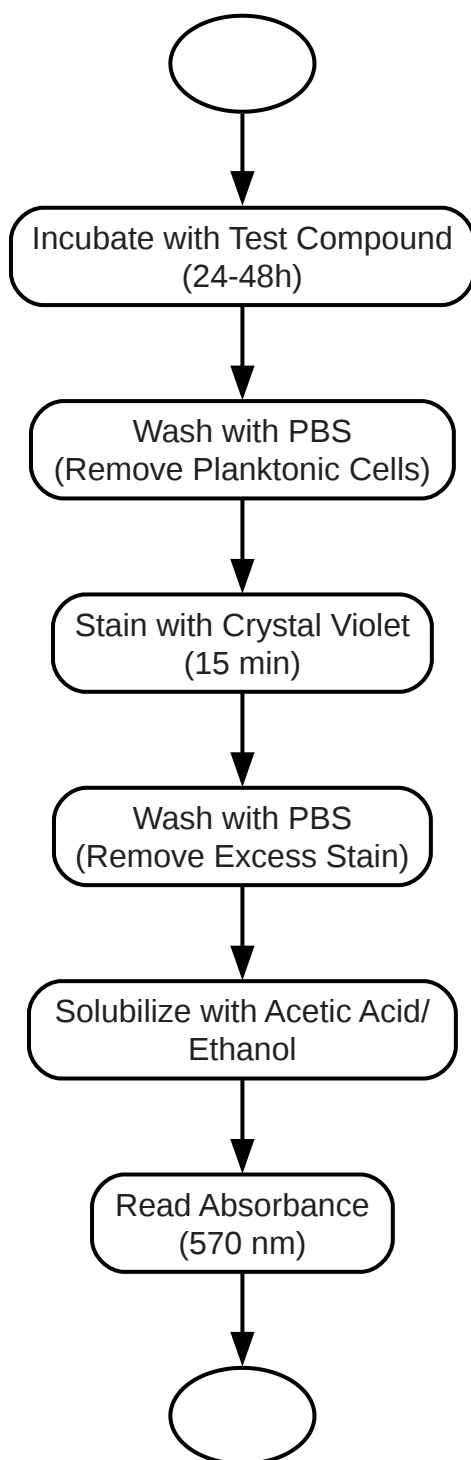 Incubate with Test Compound
(24-48h)
Wash with PBS
(Remove Planktonic Cells)
Stain with Crystal Violet
(15 min)
Wash with PBS
(Remove Excess Stain)
Solubilize with Acetic Acid/
Ethanol
Read Absorbance
(570 nm)